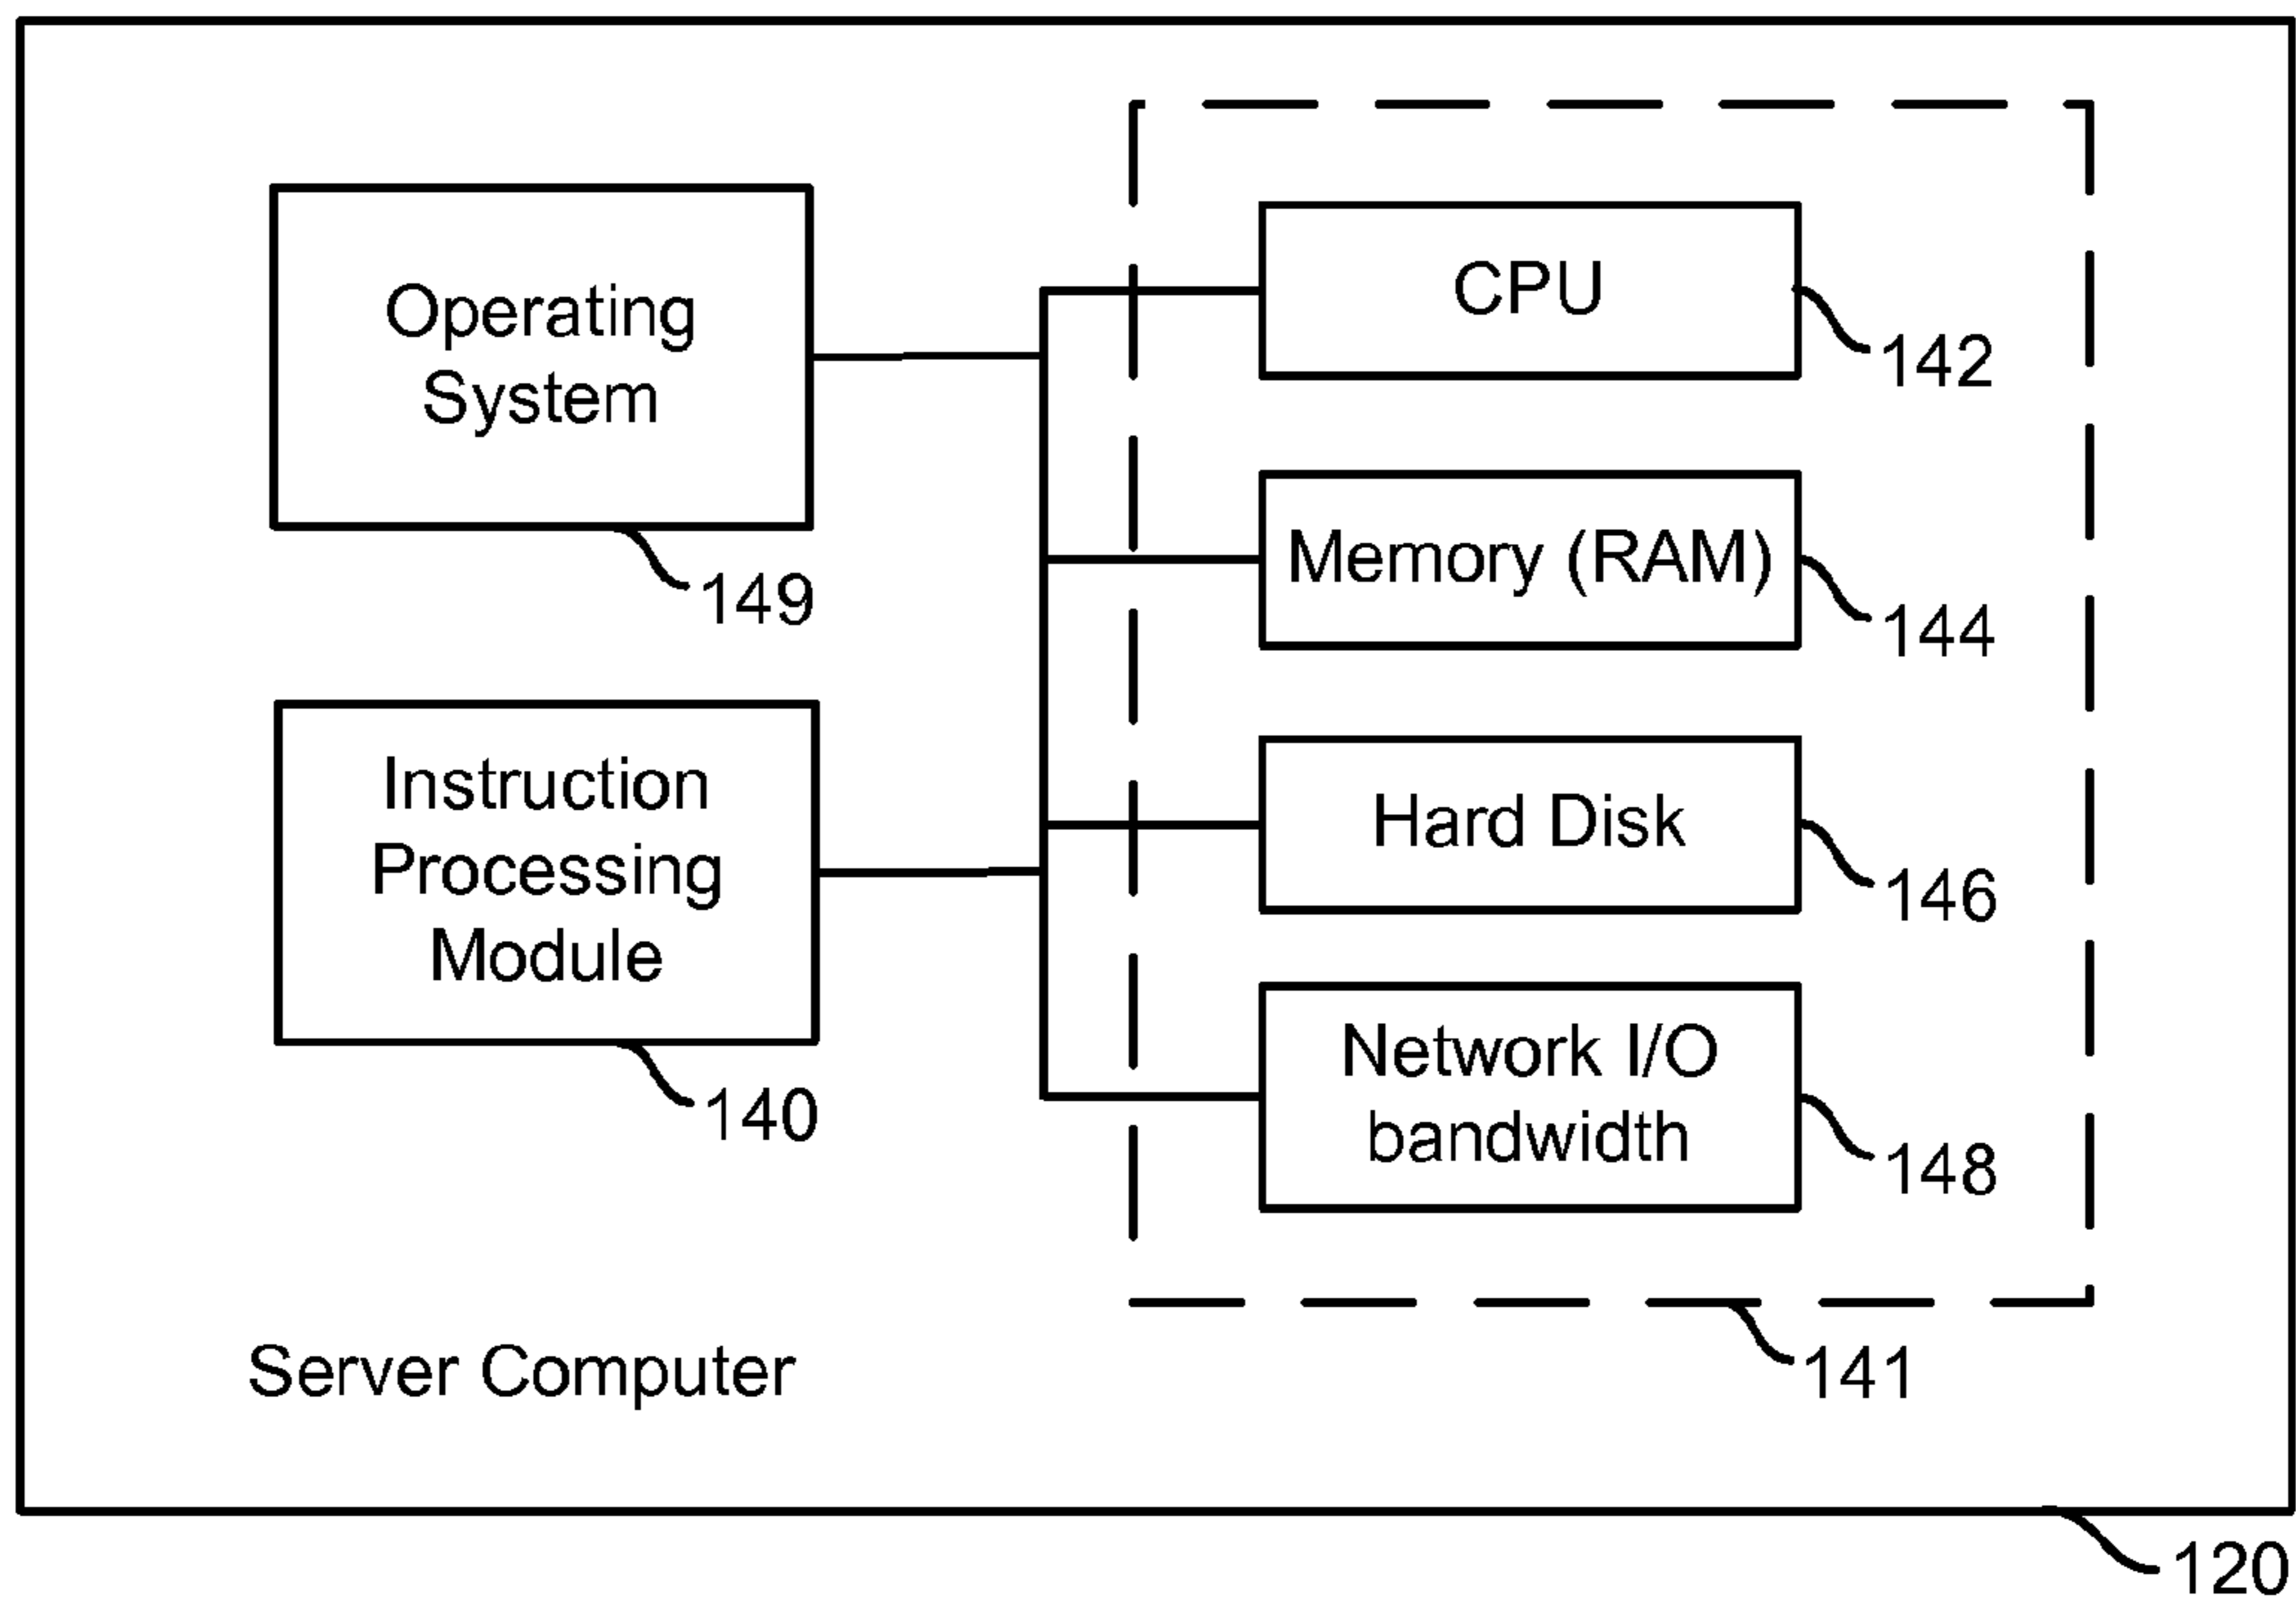 Operating
System
149
Instruction
Processing
Module
140
CPU
142
Memory (RAM)
144
Hard Disk
146
Network I/O
bandwidth
148
141
Server Computer
120